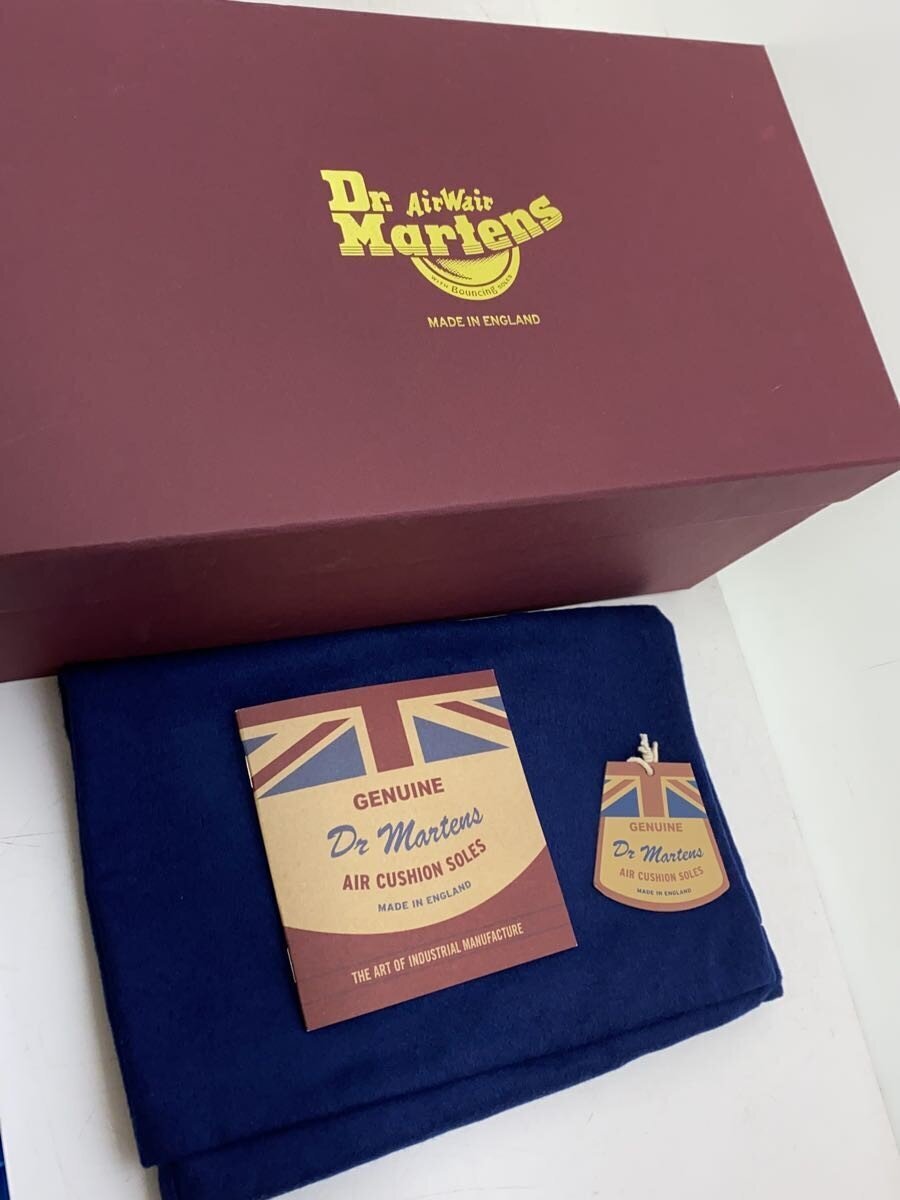 Dr. AirWair
Martens
WITH Bouncing SOLES
MADE IN ENGLAND
GENUINE
Dr Martens
AIR CUSHION SOLES
MADE IN ENGLAND
THE ART OF INDUSTRIAL MANUFACTURE
GENUINE
Dr Martens
AIR CUSHION SOLES
MADE IN ENGLAND